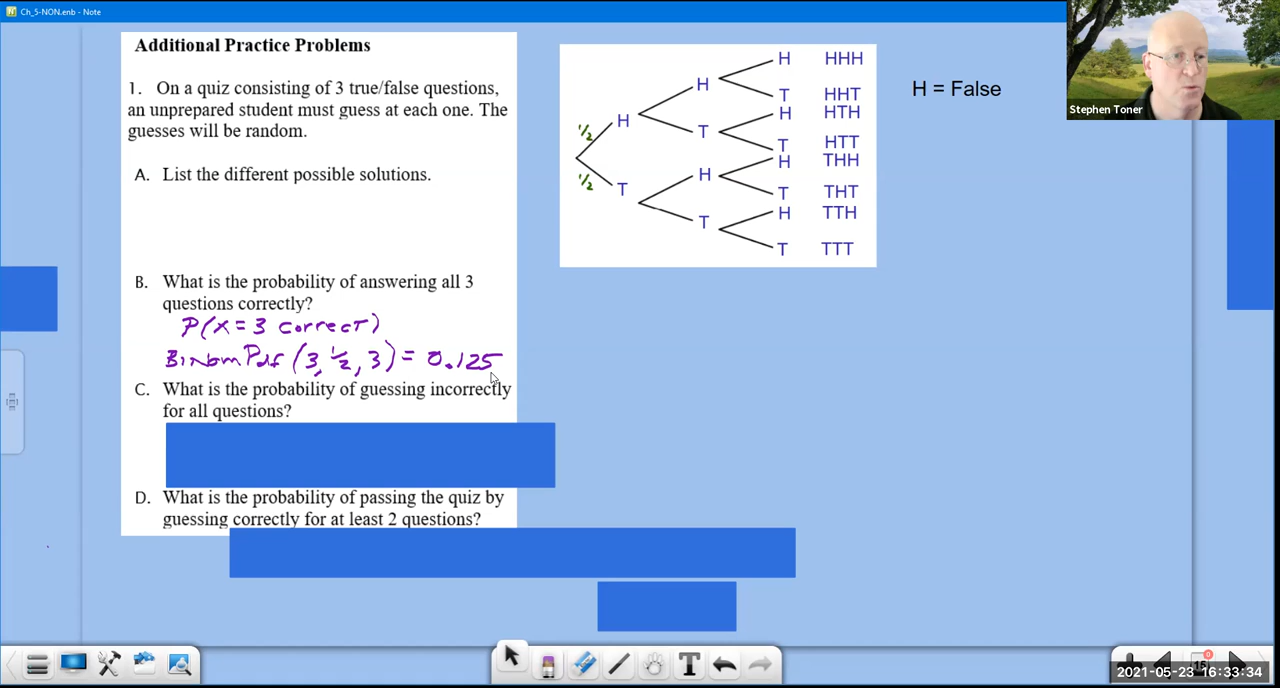 Ch_5-NON.enb - Note
Additional Practice Problems
1. On a quiz consisting of 3 true/false questions,
an unprepared student must guess at each one. The
guesses will be random.
A. List the different possible solutions.
B. What is the probability of answering all 3
questions correctly?
P(X = 3 correct)
BinomPdf (3, 1/2, 3) = 0.125
C. What is the probability of guessing incorrectly
for all questions?
D. What is the probability of passing the quiz by
guessing correctly for at least 2 questions?
1/2
1/2
H
T
H
T
H
T
H HHH
T HHT
H HTH
T HTT
H THH
T THT
H TTH
T TTT
H = False
Stephen Toner
T
15
2021-05-23 16:33:34